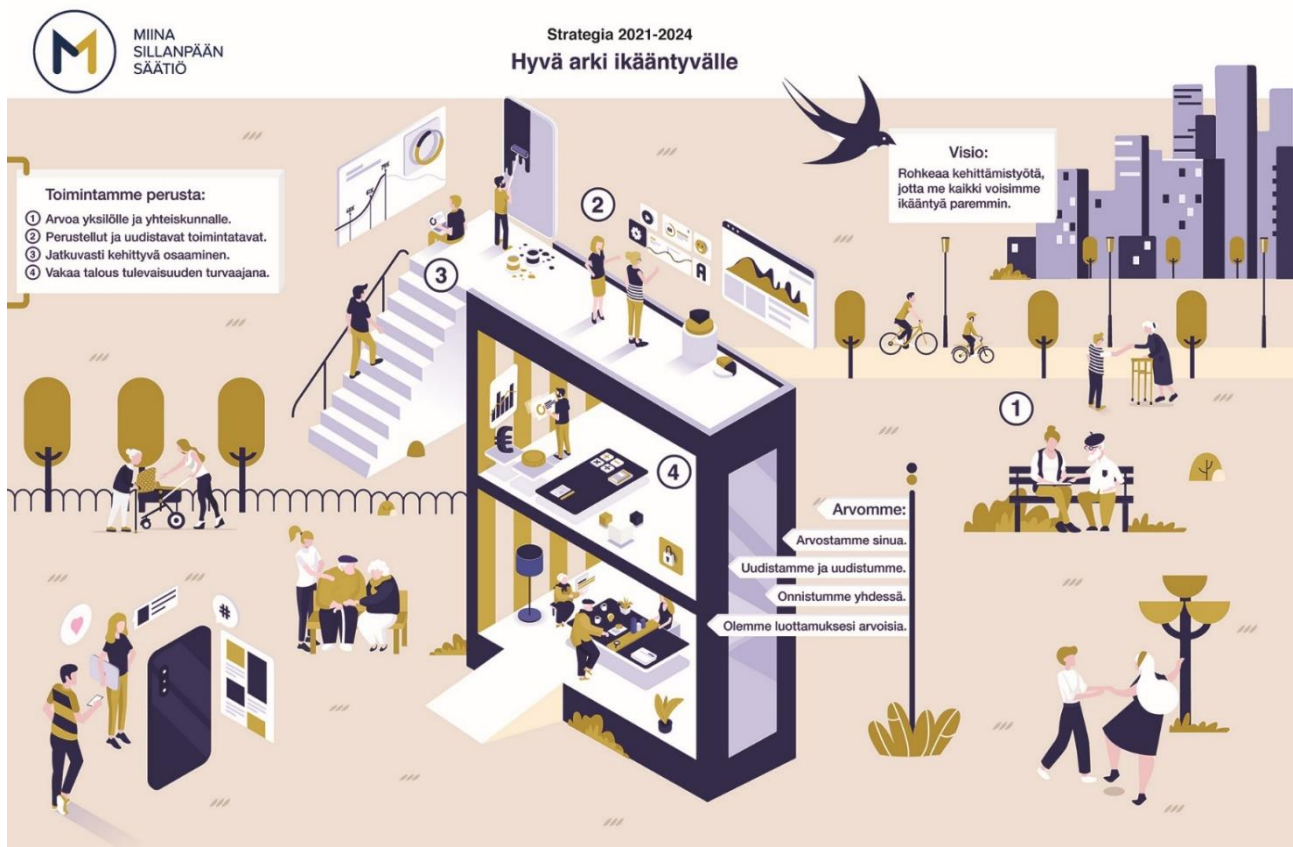 MIINA
SILLANPÄÄN
SÄÄTIÖ
Strategia 2021-2024
Hyvä arki ikääntyvälle
Toimintamme perusta:
1 Arvoa yksilölle ja yhteiskunnalle.
2 Perustellut ja uudistavat toimintatavat.
3 Jatkuvasti kehittyvä osaaminen.
4 Vakaa talous tulevaisuuden turvaajana.
Visio:
Rohkeaa kehittämistyötä,
jotta me kaikki voisimme
ikääntyä paremmin.
2
3
1
4
€
Arvomme:
Arvostamme sinua.
Uudistamme ja uudistumme.
Onnistumme yhdessä.
Olemme luottamuksesi arvoisia.
#